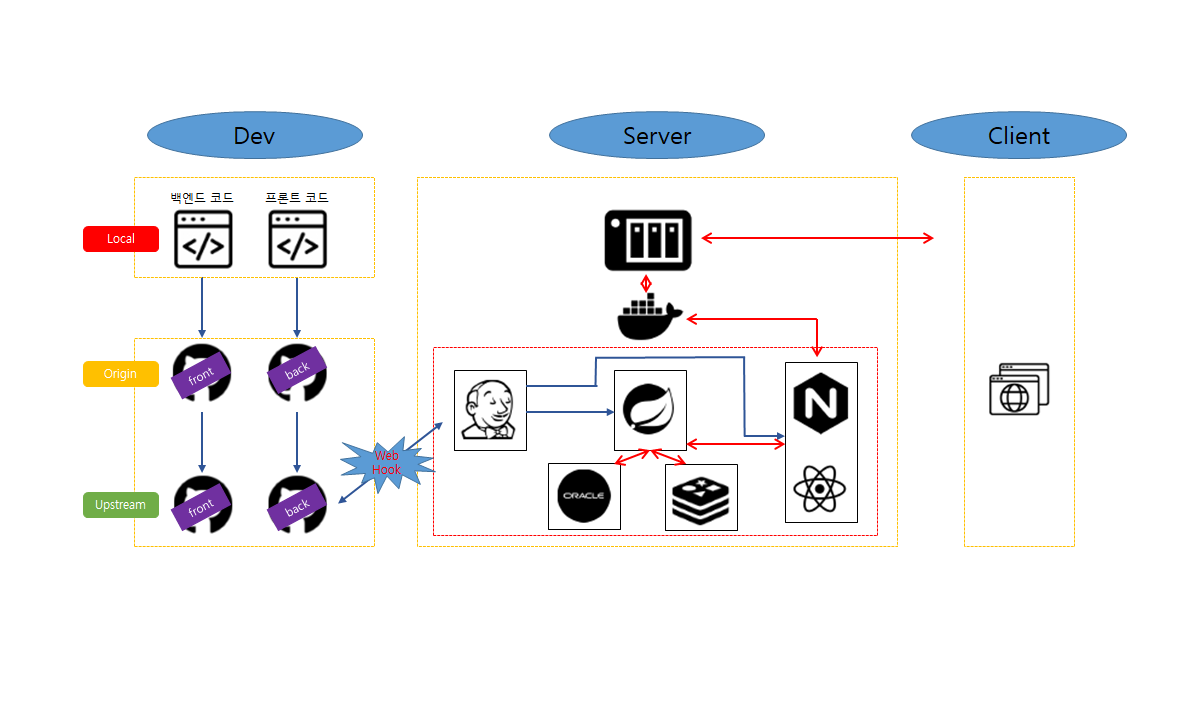 Dev
Server
Client
백엔드 코드
프론트 코드
Local
Origin
front
back
Web
Hook
Upstream
front
back
ORACLE